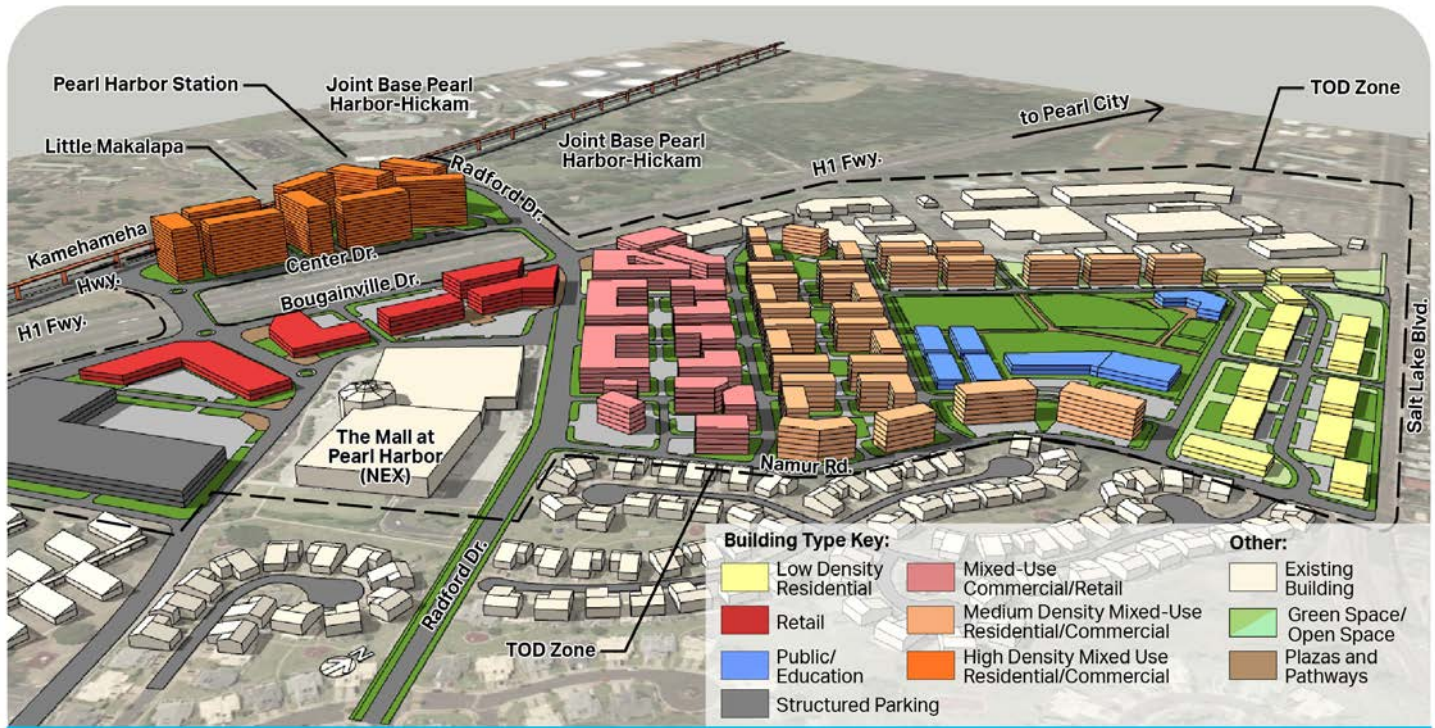 Pearl Harbor Station
Joint Base Pearl
Harbor-Hickam
Little Makalapa
Joint Base Pearl
Harbor-Hickam
to Pearl City
TOD Zone
H1 Fwy.
Radford Dr.
Kamehameha
Hwy.
Center Dr.
Bougainville Dr.
H1 Fwy.
Salt Lake Blvd.
The Mall at
Pearl Harbor
(NEX)
Namur Rd.
Radford Dr.
TOD Zone
N
Building Type Key:
Low Density
Residential
Retail
Public/
Education
Structured Parking
Mixed-Use
Commercial/Retail
Medium Density Mixed-Use
Residential/Commercial
High Density Mixed Use
Residential/Commercial
Other:
Existing
Building
Green Space/
Open Space
Plazas and
Pathways